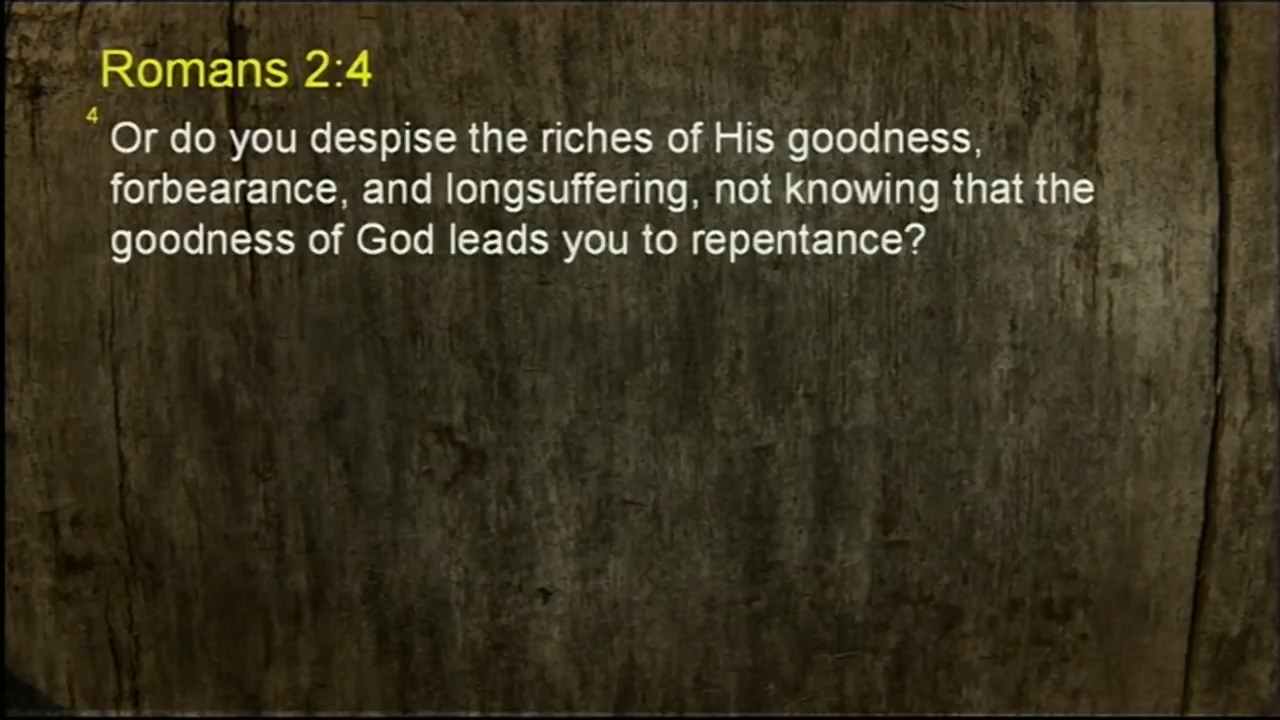 Romans 2:4
4
Or do you despise the riches of His goodness,
forbearance, and longsuffering, not knowing that the
goodness of God leads you to repentance?